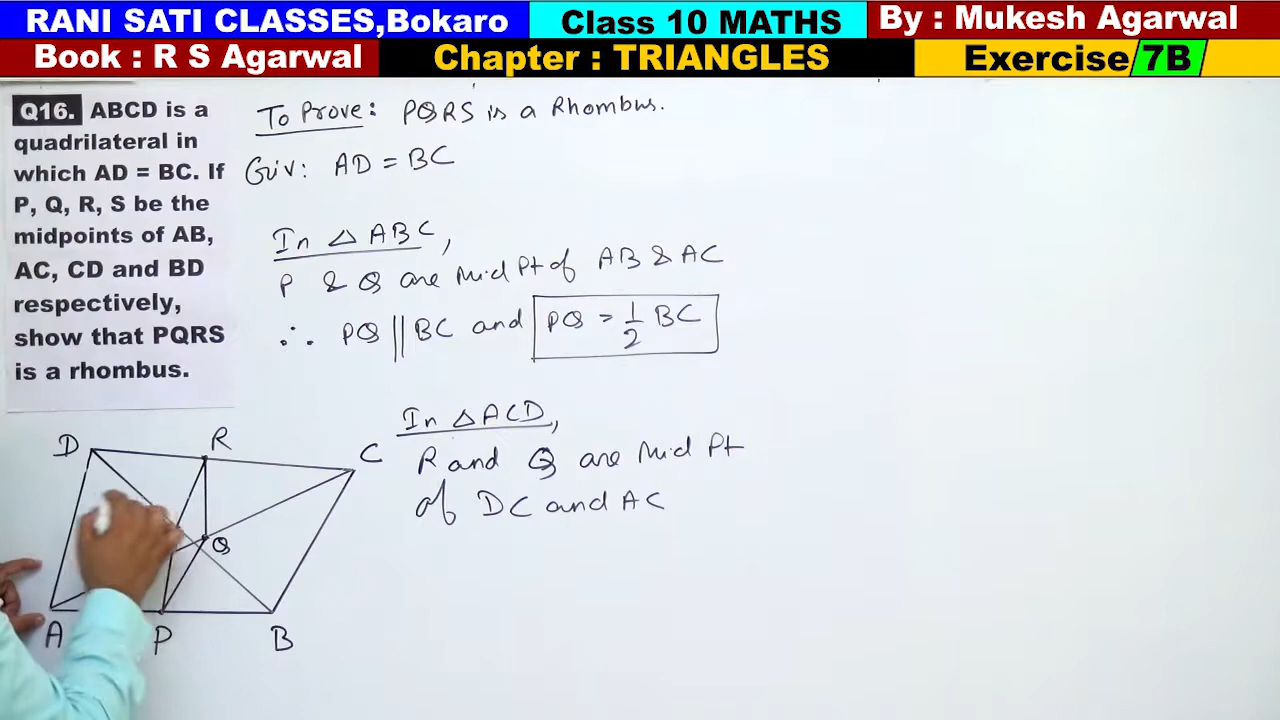 RANI SATI CLASSES,Bokaro
Class 10 MATHS
By : Mukesh Agarwal
Book : R S Agarwal
Chapter : TRIANGLES
Exercise 7B
Q16. ABCD is a
quadrilateral in
which AD = BC. If
P, Q, R, S be the
midpoints of AB,
AC, CD and BD
respectively,
show that PQRS
is a rhombus.
To Prove: PQRS is a Rhombus.
Giv: AD = BC
In △ ABC,
P & Q are Mid Pt of AB & AC
∴ PQ || BC and PQ = 1/2 BC
In △ACD,
R and Q are Mid Pt
of DC and AC
D R C
Q
A P B